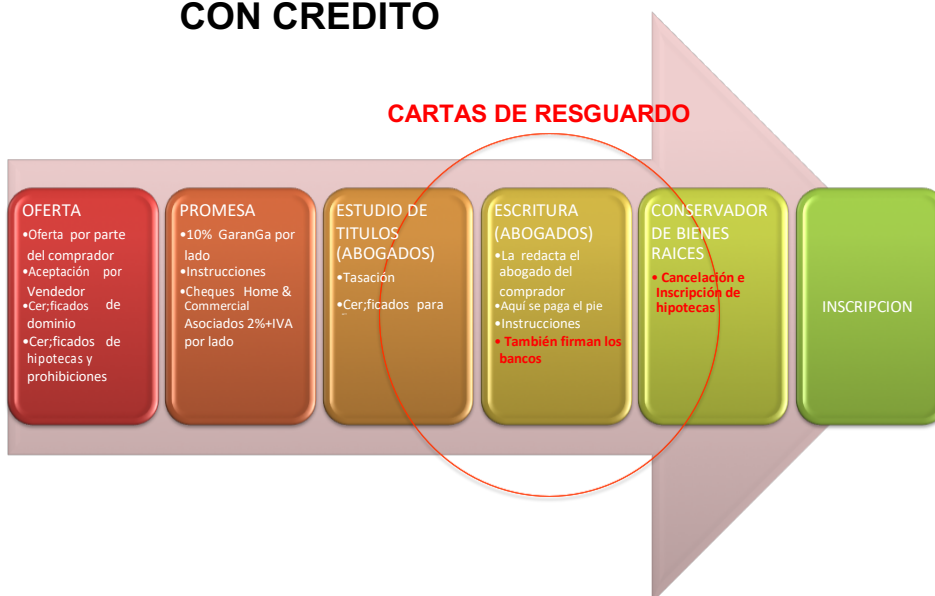 CON CREDITO
CARTAS DE RESGUARDO
OFERTA
•Oferta por parte
del comprador
•Aceptación por
Vendedor
•Cer;ficados de
dominio
•Cer;ficados de
hipotecas y
prohibiciones
PROMESA
•10% GaranGa por
lado
•Instrucciones
•Cheques Home &
Commercial
Asociados 2%+IVA
por lado
ESTUDIO DE
TITULOS
(ABOGADOS)
•Tasación
•Cer;ficados para
ESCRITURA
(ABOGADOS)
•La redacta el
abogado del
comprador
•Aquí se paga el pie
•Instrucciones
• También firman los
bancos
CONSERVADOR
DE BIENES
RAICES
• Cancelación e
Inscripción de
hipotecas
INSCRIPCION